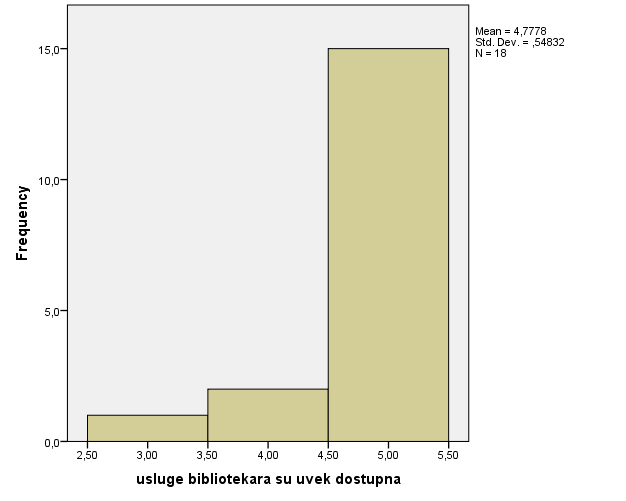 Mean = 4,7778
Std. Dev. = ,54832
N = 18
15,0
10,0
5,0
0,0
Frequency
2,50 3,00 3,50 4,00 4,50 5,00 5,50
usluge bibliotekara su uvek dostupna